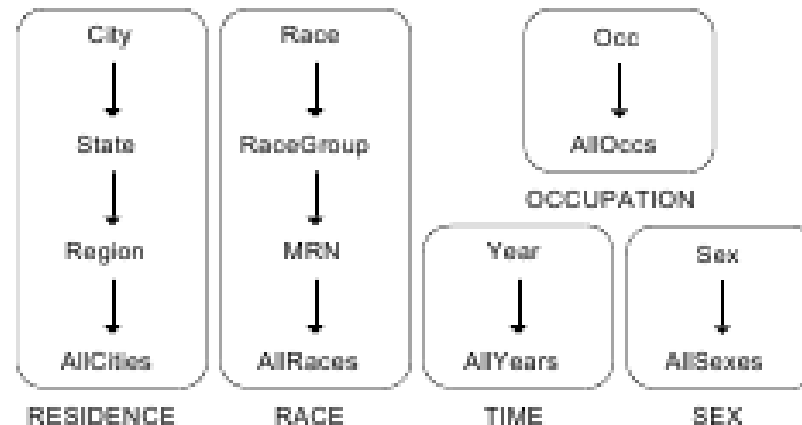 City
State
Region
AllCities
RESIDENCE
Race
RaceGroup
MRN
AllRaces
RACE
Occ
AllOccs
OCCUPATION
Year
AllYears
TIME
Sex
AllSexes
SEX